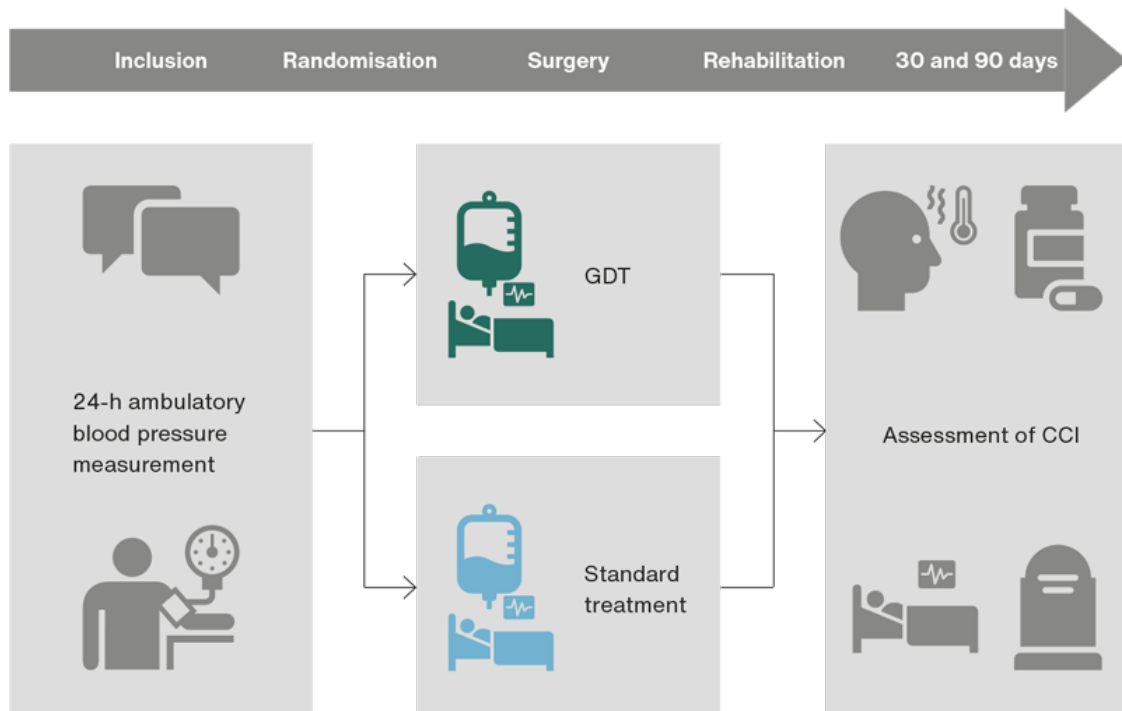 Inclusion Randomisation Surgery Rehabilitation 30 and 90 days
24-h ambulatory
blood pressure
measurement
GDT
Standard
treatment
Assessment of CCI